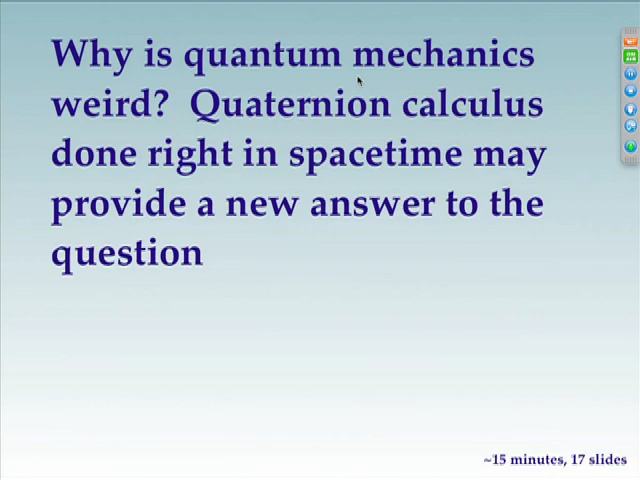 Why is quantum mechanics
weird? Quaternion calculus
done right in spacetime may
provide a new answer to the
question
~15 minutes, 17 slides